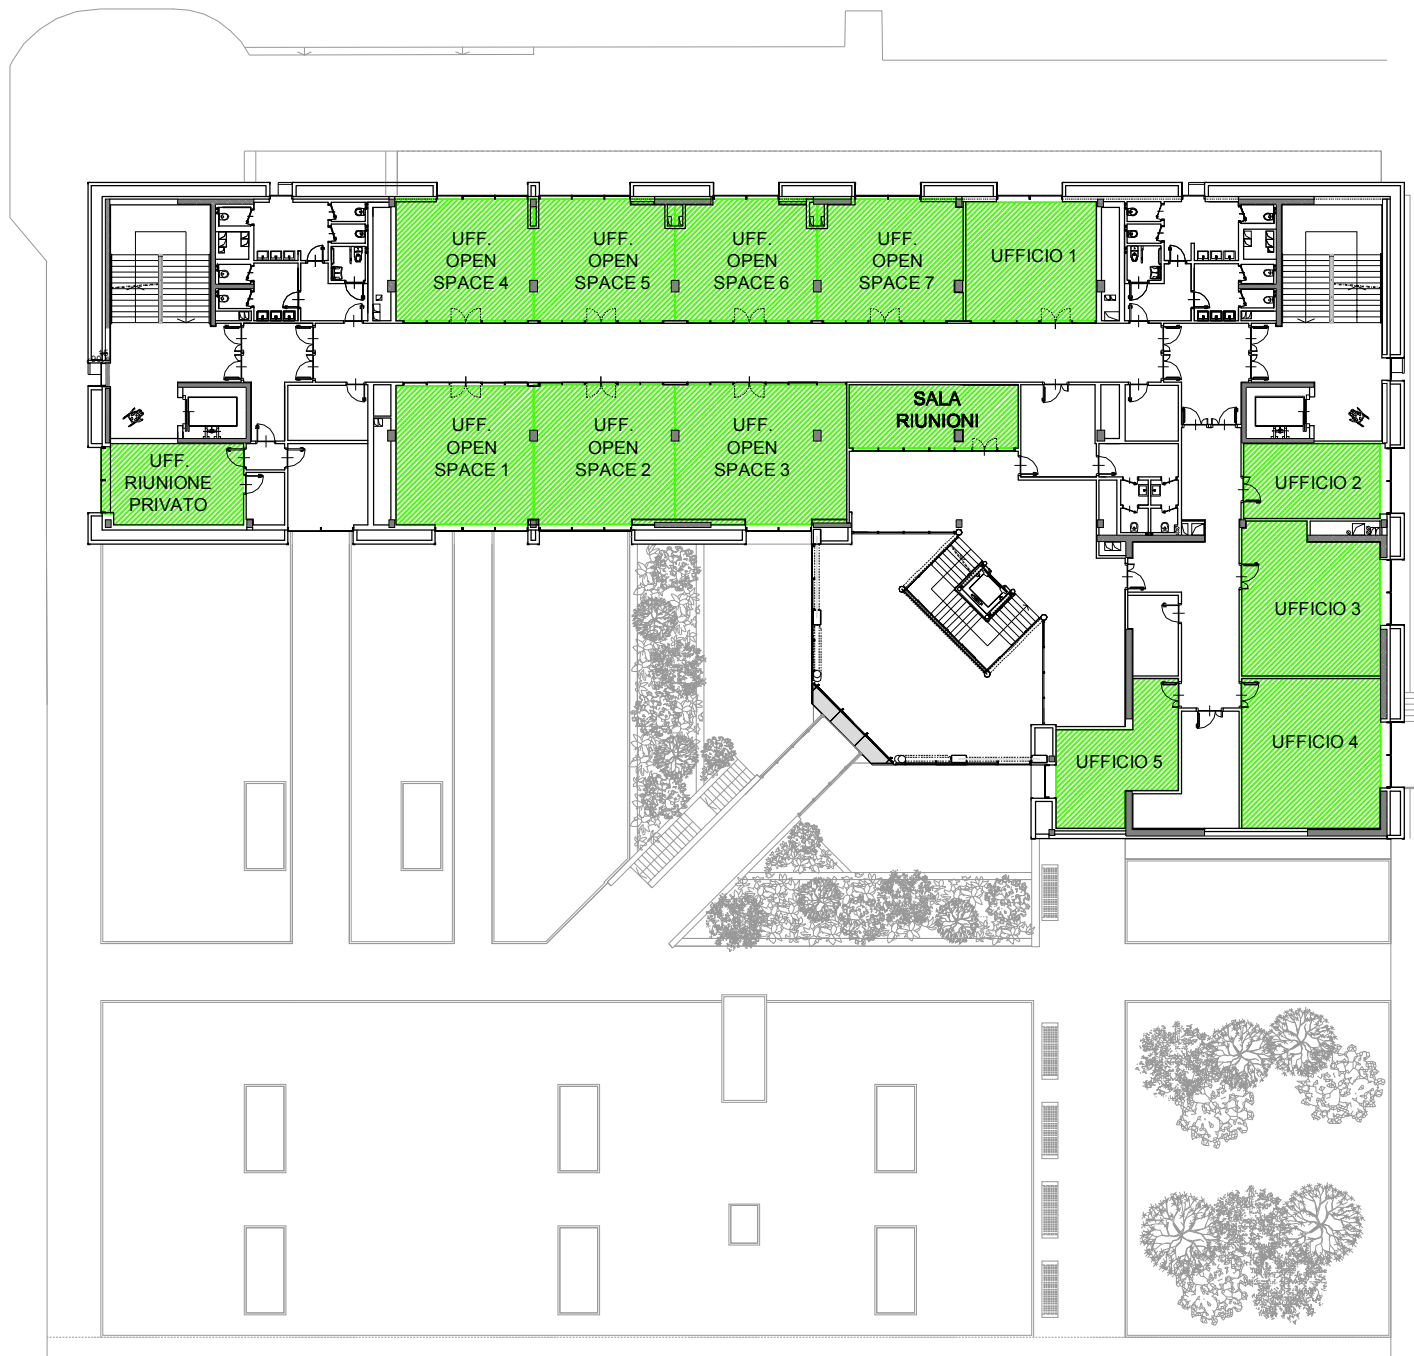 UFF.
OPEN
SPACE 4
UFF.
OPEN
SPACE 5
UFF.
OPEN
SPACE 6
UFF.
OPEN
SPACE 7
UFFICIO 1
UFF.
OPEN
SPACE 1
UFF.
OPEN
SPACE 2
UFF.
OPEN
SPACE 3
SALA
RIUNIONI
UFF.
RIUNIONE
PRIVATO
UFFICIO 2
UFFICIO 3
UFFICIO 4
UFFICIO 5